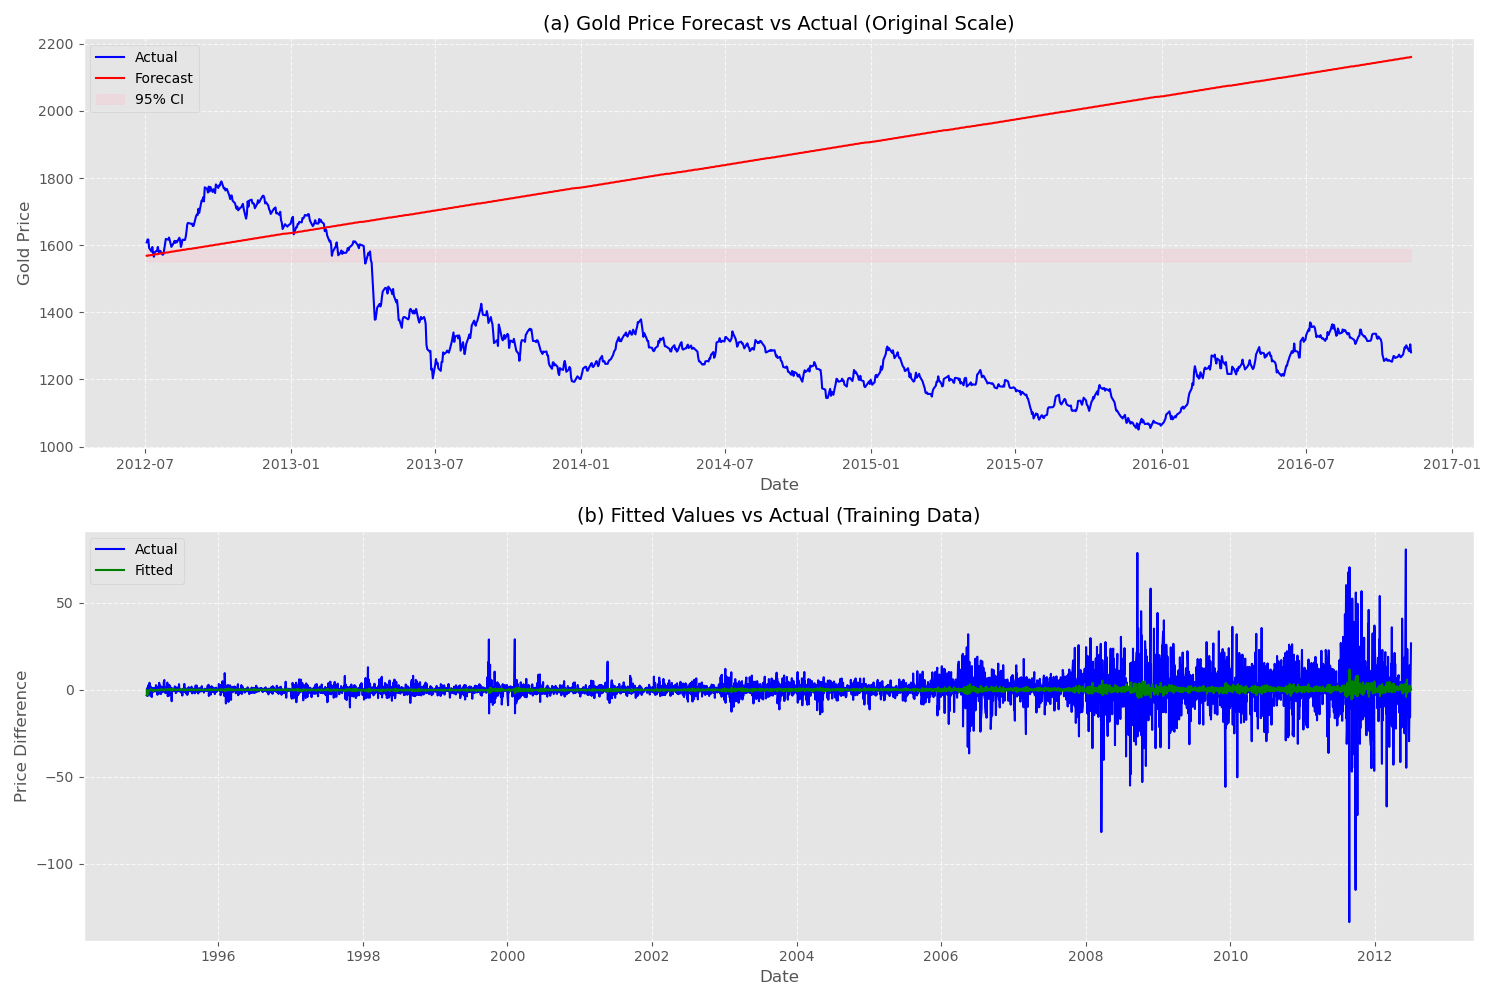 (a) Gold Price Forecast vs Actual (Original Scale)
Actual
Forecast
95% CI
Gold Price
2200
2000
1800
1600
1400
1200
1000
2012-07 2013-01 2013-07 2014-01 2014-07 2015-01 2015-07 2016-01 2016-07 2017-01
Date
(b) Fitted Values vs Actual (Training Data)
Actual
Fitted
Price Difference
50
0
−50
−100
1996 1998 2000 2002 2004 2006 2008 2010 2012
Date